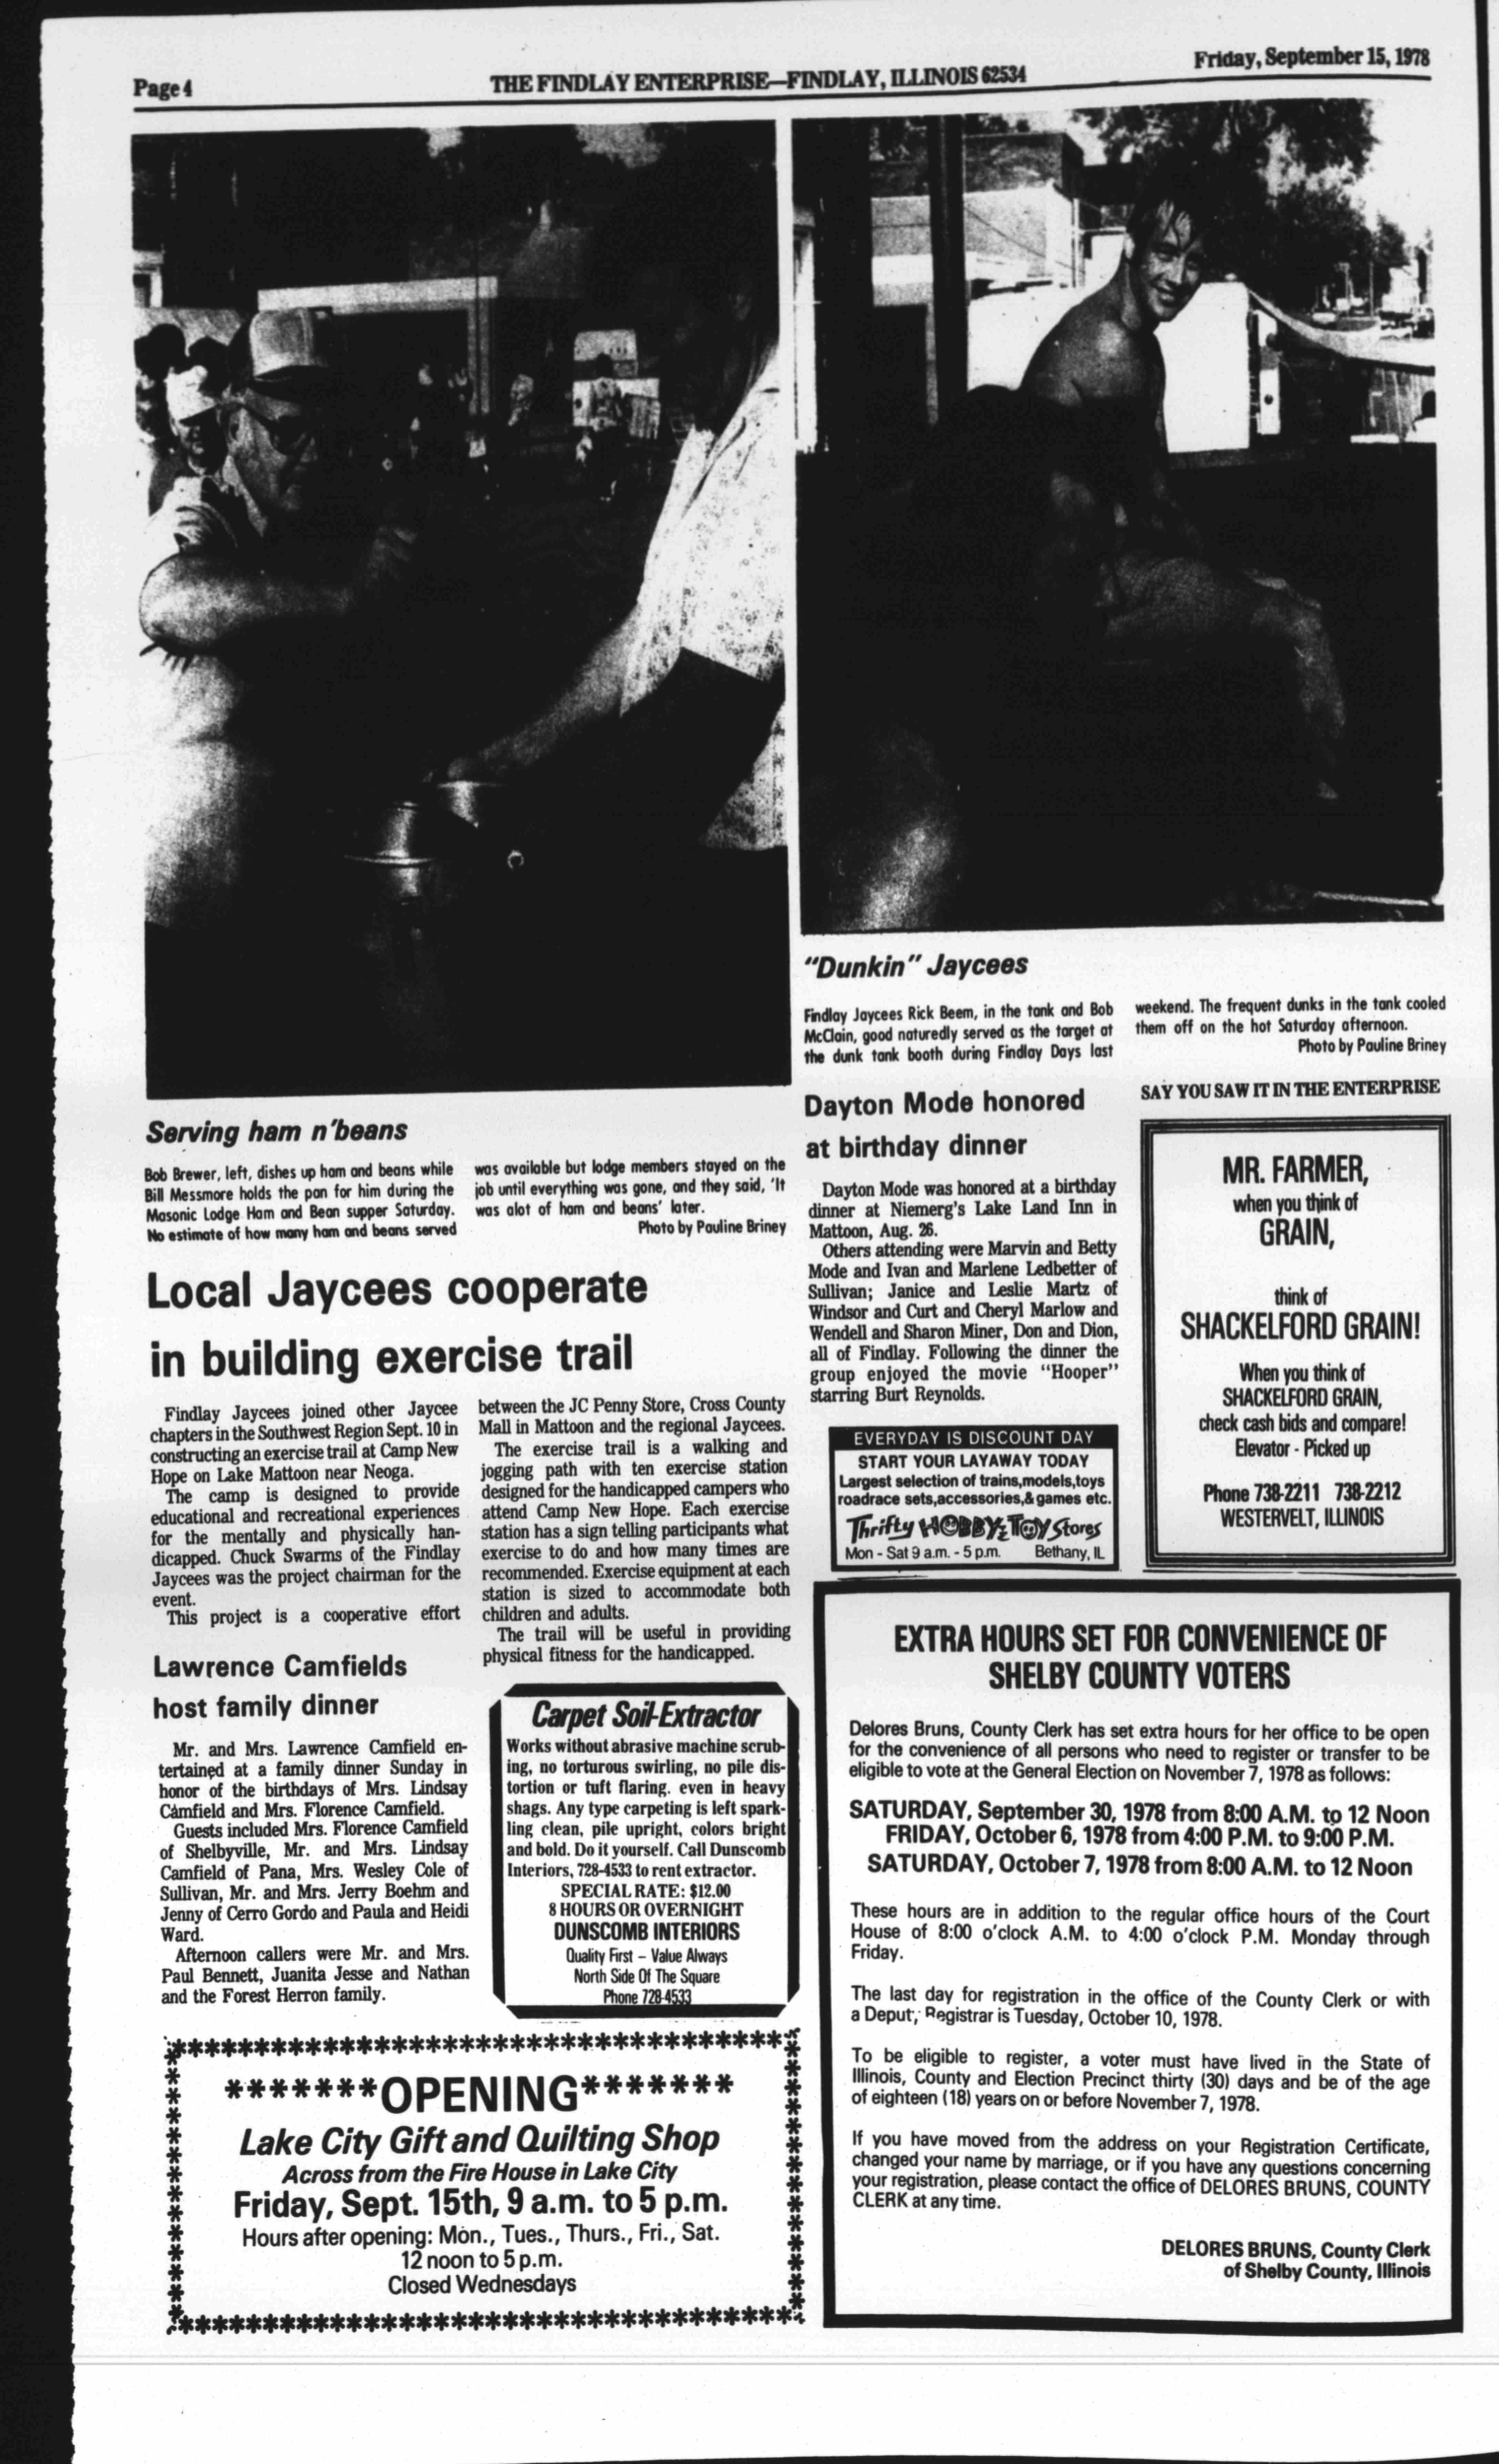 Page 4
THE FINDLAY ENTERPRISE—FINDLAY, ILLINOIS 62534
Friday, September 15, 1978
Serving ham n'beans
Bob Brewer, left, dishes up ham and beans while
Bill Messmore holds the pan for him during the
Masonic Lodge Ham and Bean supper Saturday.
No estimate of how many ham and beans served
was available but lodge members stayed on the
job until everything was gone, and they said, 'It
was alot of ham and beans' later.
Photo by Pauline Briney
"Dunkin" Jaycees
Findlay Jaycees Rick Beem, in the tank and Bob
McClain, good naturedly served as the target at
the dunk tank booth during Findlay Days last
weekend. The frequent dunks in the tank cooled
them off on the hot Saturday afternoon.
Photo by Pauline Briney
Local Jaycees cooperate
in building exercise trail
Findlay Jaycees joined other Jaycee
chapters in the Southwest Region Sept. 10 in
constructing an exercise trail at Camp New
Hope on Lake Mattoon near Neoga.
The camp is designed to provide
educational and recreational experiences
for the mentally and physically han-
dicapped. Chuck Swarms of the Findlay
Jaycees was the project chairman for the
event.
This project is a cooperative effort
between the JC Penny Store, Cross County
Mall in Mattoon and the regional Jaycees.
The exercise trail is a walking and
jogging path with ten exercise station
designed for the handicapped campers who
attend Camp New Hope. Each exercise
station has a sign telling participants what
exercise to do and how many times are
recommended. Exercise equipment at each
station is sized to accommodate both
children and adults.
The trail will be useful in providing
physical fitness for the handicapped.
Lawrence Camfields
host family dinner
Mr. and Mrs. Lawrence Camfield en-
tertained at a family dinner Sunday in
honor of the birthdays of Mrs. Lindsay
Camfield and Mrs. Florence Camfield.
Guests included Mrs. Florence Camfield
of Shelbyville, Mr. and Mrs. Lindsay
Camfield of Pana, Mrs. Wesley Cole of
Sullivan, Mr. and Mrs. Jerry Boehm and
Jenny of Cerro Gordo and Paula and Heidi
Ward.
Afternoon callers were Mr. and Mrs.
Paul Bennett, Juanita Jesse and Nathan
and the Forest Herron family.
Carpet Soil-Extractor
Works without abrasive machine scrub-
ing, no torturous swirling, no pile dis-
tortion or tuft flaring. even in heavy
shags. Any type carpeting is left spark-
ling clean, pile upright, colors bright
and bold. Do it yourself. Call Dunscomb
Interiors, 728-4533 to rent extractor.
SPECIAL RATE: $12.00
8 HOURS OR OVERNIGHT
DUNSCOMB INTERIORS
Quality First - Value Always
North Side Of The Square
Phone 728-4533
*******OPENING*******
Lake City Gift and Quilting Shop
Across from the Fire House in Lake City
Friday, Sept. 15th, 9 a.m. to 5 p.m.
Hours after opening: Mon., Tues., Thurs., Fri., Sat.
12 noon to 5 p.m.
Closed Wednesdays
Dayton Mode honored
at birthday dinner
Dayton Mode was honored at a birthday
dinner at Niemerg's Lake Land Inn in
Mattoon, Aug. 26.
Others attending were Marvin and Betty
Mode and Ivan and Marlene Ledbetter of
Sullivan; Janice and Leslie Martz of
Windsor and Curt and Cheryl Marlow and
Wendell and Sharon Miner, Don and Dion,
all of Findlay. Following the dinner the
group enjoyed the movie "Hooper"
starring Burt Reynolds.
EVERYDAY IS DISCOUNT DAY
START YOUR LAYAWAY TODAY
Largest selection of trains,models,toys
roadrace sets,accessories,& games etc.
Thrifty HOBBY & TOY Stores
Mon - Sat 9 a.m. - 5 p.m. Bethany, IL
SAY YOU SAW IT IN THE ENTERPRISE
MR. FARMER,
when you think of
GRAIN,
think of
SHACKELFORD GRAIN!
When you think of
SHACKELFORD GRAIN,
check cash bids and compare!
Elevator - Picked up
Phone 738-2211 738-2212
WESTERVELT, ILLINOIS
EXTRA HOURS SET FOR CONVENIENCE OF
SHELBY COUNTY VOTERS
Delores Bruns, County Clerk has set extra hours for her office to be open
for the convenience of all persons who need to register or transfer to be
eligible to vote at the General Election on November 7, 1978 as follows:
SATURDAY, September 30, 1978 from 8:00 A.M. to 12 Noon
FRIDAY, October 6, 1978 from 4:00 P.M. to 9:00 P.M.
SATURDAY, October 7, 1978 from 8:00 A.M. to 12 Noon
These hours are in addition to the regular office hours of the Court
House of 8:00 o'clock A.M. to 4:00 o'clock P.M. Monday through
Friday.
The last day for registration in the office of the County Clerk or with
a Deputy Registrar is Tuesday, October 10, 1978.
To be eligible to register, a voter must have lived in the State of
Illinois, County and Election Precinct thirty (30) days and be of the age
of eighteen (18) years on or before November 7, 1978.
If you have moved from the address on your Registration Certificate,
changed your name by marriage, or if you have any questions concerning
your registration, please contact the office of DELORES BRUNS, COUNTY
CLERK at any time.
DELORES BRUNS, County Clerk
of Shelby County, Illinois